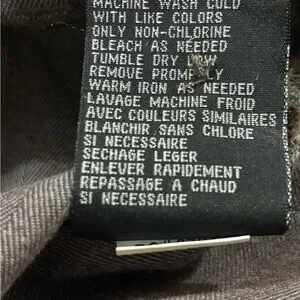 MACHINE WASH COLD
WITH LIKE COLORS
ONLY NON-CHLORINE
BLEACH AS NEEDED
TUMBLE DRY LOW
REMOVE PROMPTLY
WARM IRON AS NEEDED
LAVAGE MACHINE FROID
AVEC COULEURS SIMILAIRES
BLANCHIR SANS CHLORE
SI NECESSAIRE
SECHAGE LEGER
ENLEVER RAPIDEMENT
REPASSAGE A CHAUD
SI NECESSAIRE